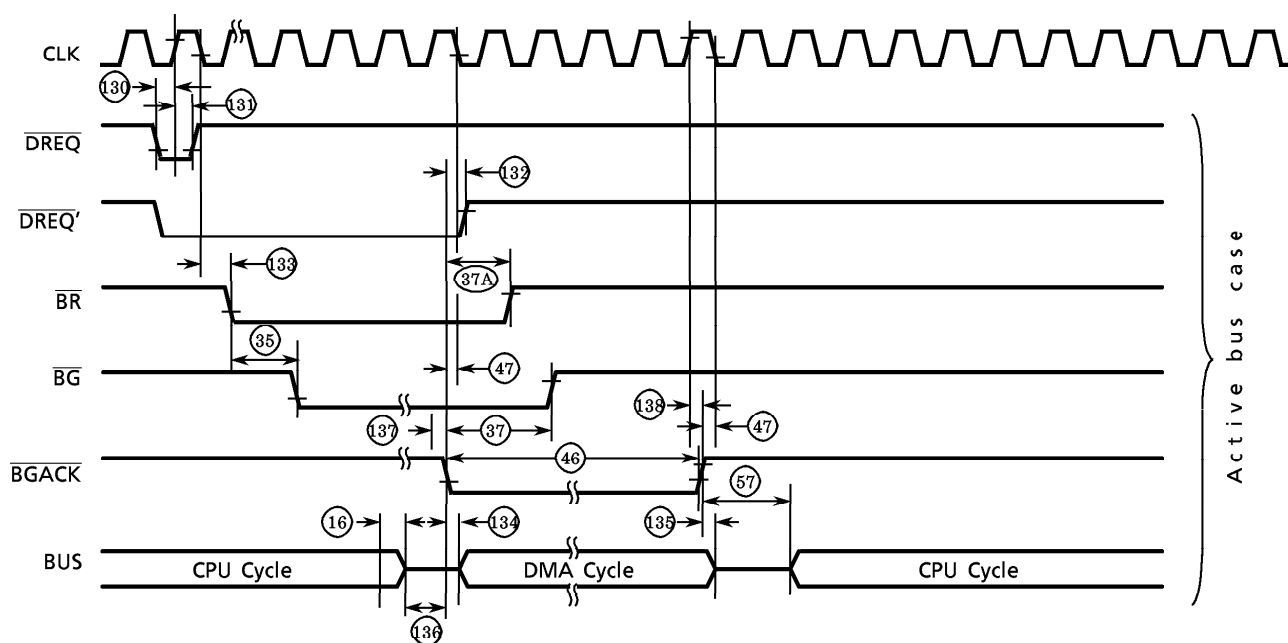 CLK
130
131
DREQ
132
DREQ'
133
37A
BR
35
47
BG
138
137
37
47
46
BGACK
57
16
134
135
BUS
CPU Cycle
DMA Cycle
CPU Cycle
136
Active bus case